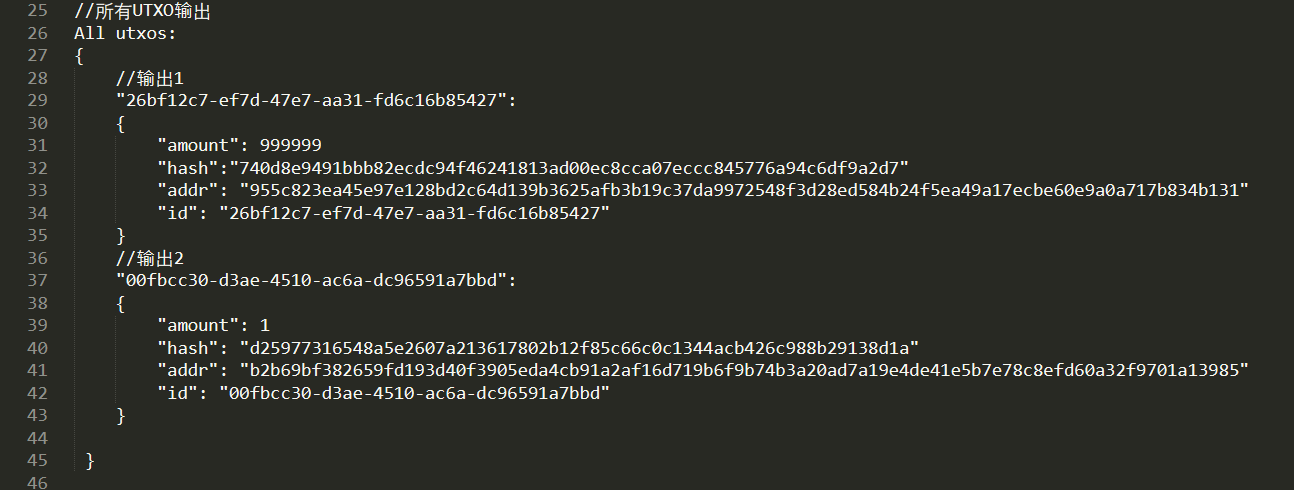 25 //所有UTXO输出
26 All utxos:
27 {
28 //输出1
29 "26bf12c7-ef7d-47e7-aa31-fd6c16b85427":
30 {
31 "amount": 999999
32 "hash":"740d8e9491bbb82ecdc94f46241813ad00ec8cca07eccc845776a94c6df9a2d7"
33 "addr": "955c823ea45e97e128bd2c64d139b3625afb3b19c37da9972548f3d28ed584b24f5ea49a17ecbe60e9a0a717b834b131"
34 "id": "26bf12c7-ef7d-47e7-aa31-fd6c16b85427"
35 }
36 //输出2
37 "00fbcc30-d3ae-4510-ac6a-dc96591a7bbd":
38 {
39 "amount": 1
40 "hash": "d25977316548a5e2607a213617802b12f85c66c0c1344acb426c988b29138d1a"
41 "addr": "b2b69bf382659fd193d40f3905eda4cb91a2af16d719b6f9b74b3a20ad7a19e4de41e5b7e78c8efd60a32f9701a13985"
42 "id": "00fbcc30-d3ae-4510-ac6a-dc96591a7bbd"
43 }
44
45 }
46